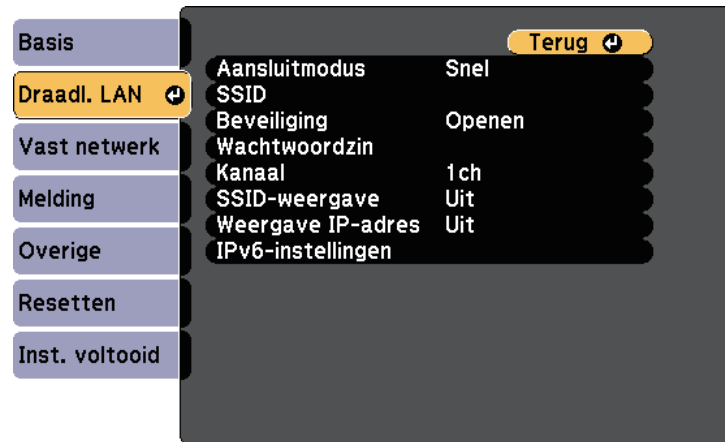 Basis
Draadl. LAN
Vast netwerk
Melding
Overige
Resetten
Inst. voltooid
Terug
Aansluitmodus Snel
SSID
Beveiliging Openen
Wachtwoordzin
Kanaal 1ch
SSID-weergave Uit
Weergave IP-adres Uit
IPv6-instellingen